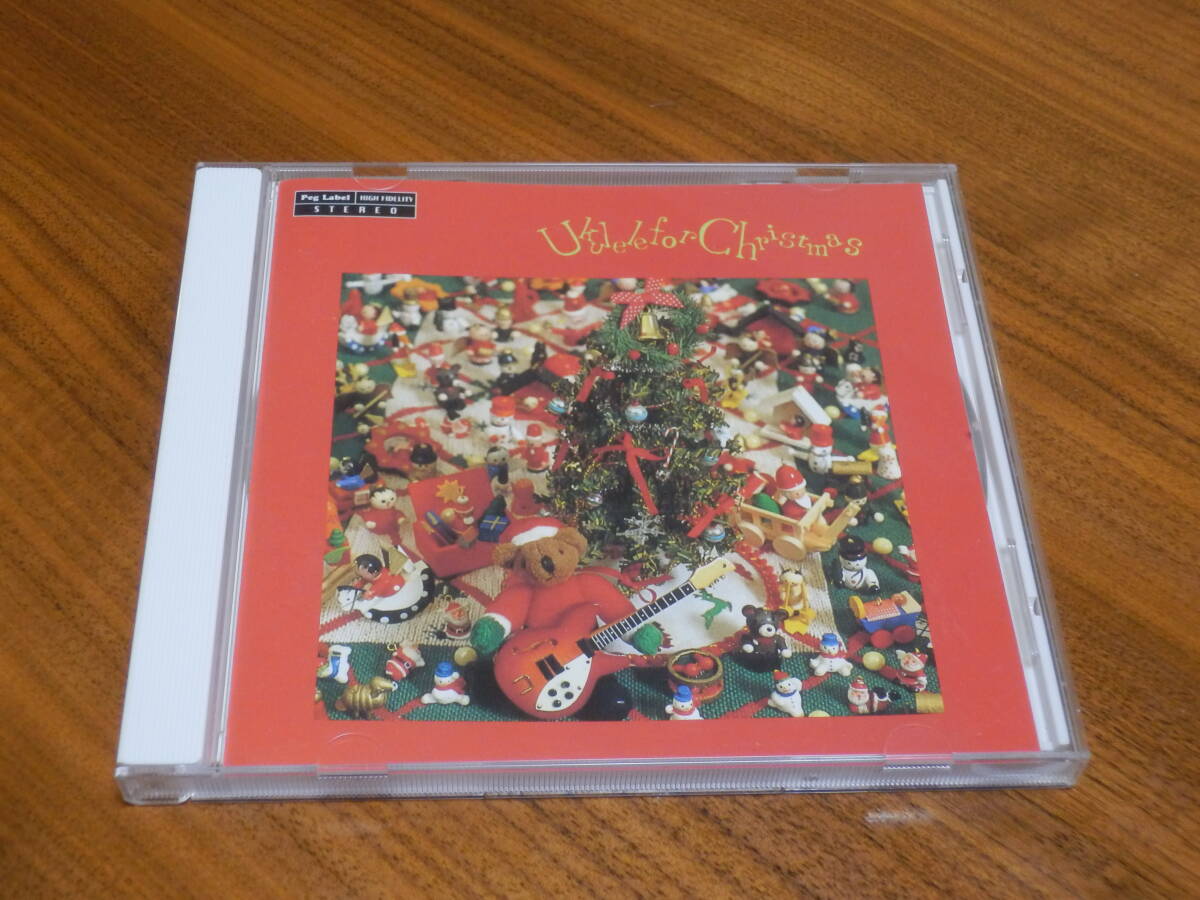 Peg Label HIGH FIDELITY
STEREO
Ukulele for Christmas